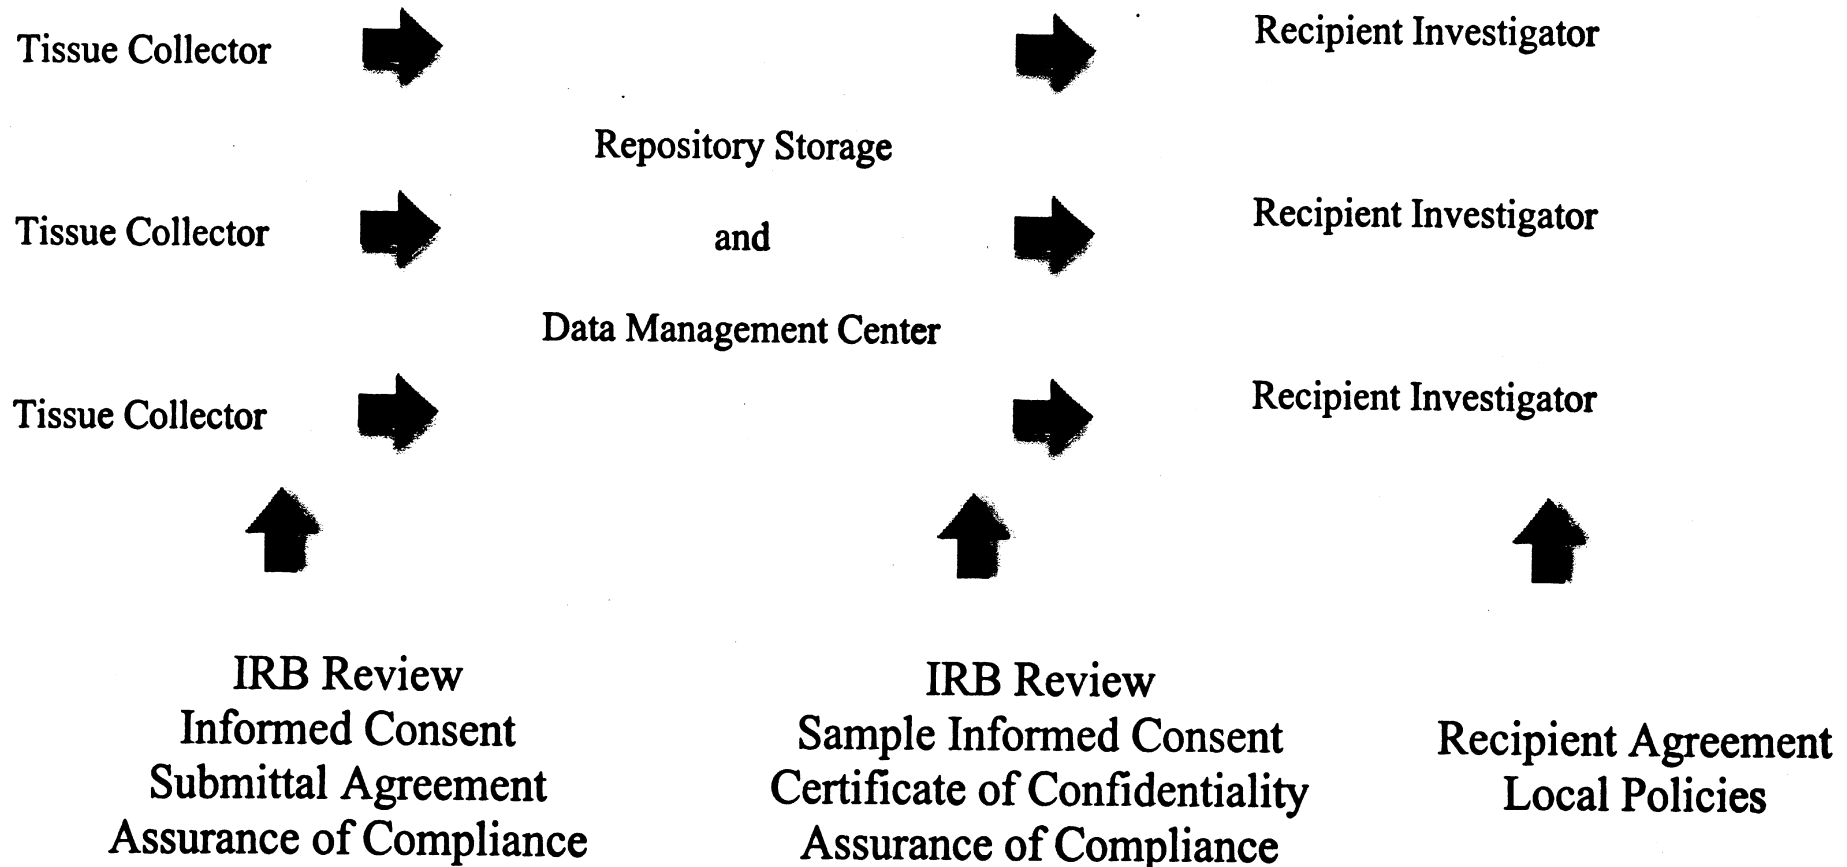 Tissue Collector
Recipient Investigator
Repository Storage
Tissue Collector
and
Recipient Investigator
Data Management Center
Tissue Collector
Recipient Investigator
IRB Review
Informed Consent
Submittal Agreement
Assurance of Compliance
IRB Review
Sample Informed Consent
Certificate of Confidentiality
Assurance of Compliance
Recipient Agreement
Local Policies